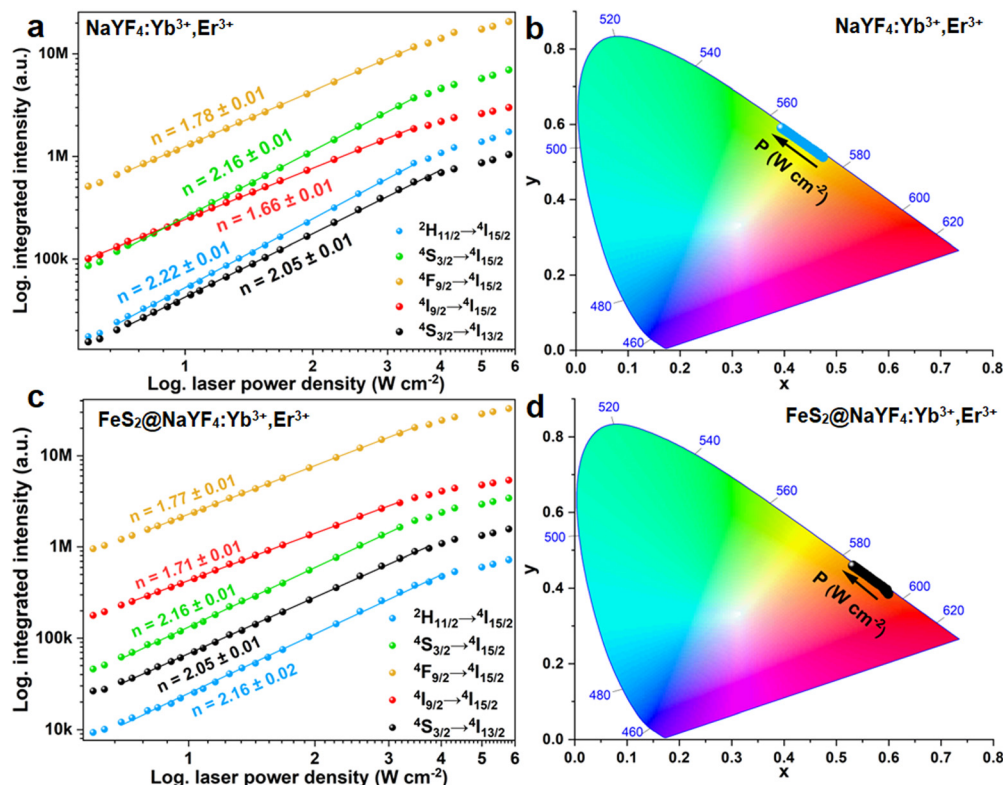 a
NaYF₄:Yb³⁺,Er³⁺
Log. integrated intensity (a.u.)
10M
1M
100k
n = 1.78 ± 0.01
n = 2.16 ± 0.01
n = 1.66 ± 0.01
n = 2.22 ± 0.01
n = 2.05 ± 0.01
²H₁₁/₂→⁴I₁₅/₂
⁴S₃/₂→⁴I₁₅/₂
⁴F₉/₂→⁴I₁₅/₂
⁴I₉/₂→⁴I₁₅/₂
⁴S₃/₂→⁴I₁₃/₂
1 2 3 4 5 6
Log. laser power density (W cm⁻²)
b
NaYF₄:Yb³⁺,Er³⁺
y
0.8
0.6
0.4
0.2
0.0
520
540
560
500
580
600
620
480
460
P (W cm⁻²)
0.0 0.1 0.2 0.3 0.4 0.5 0.6 0.7 0.8
x
c
FeS₂@NaYF₄:Yb³⁺,Er³⁺
Log. integrated intensity (a.u.)
10M
1M
100k
10k
n = 1.77 ± 0.01
n = 1.71 ± 0.01
n = 2.16 ± 0.01
n = 2.05 ± 0.01
n = 2.16 ± 0.02
²H₁₁/₂→⁴I₁₅/₂
⁴S₃/₂→⁴I₁₅/₂
⁴F₉/₂→⁴I₁₅/₂
⁴I₉/₂→⁴I₁₅/₂
⁴S₃/₂→⁴I₁₃/₂
1 2 3 4 5 6
Log. laser power density (W cm⁻²)
d
FeS₂@NaYF₄:Yb³⁺,Er³⁺
y
0.8
0.6
0.4
0.2
0.0
520
540
560
500
580
600
620
480
460
P (W cm⁻²)
0.0 0.1 0.2 0.3 0.4 0.5 0.6 0.7 0.8
x